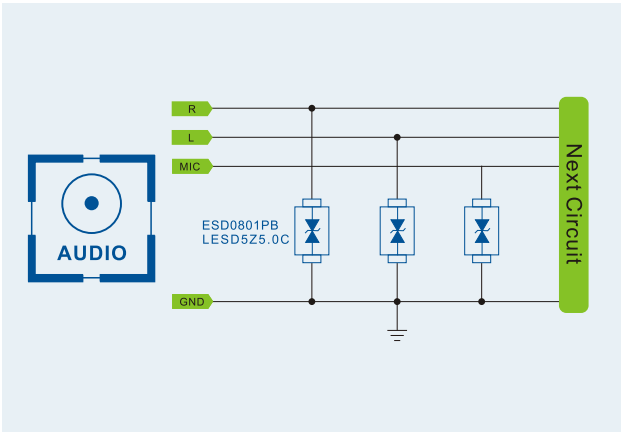 R
L
MIC
ESD0801PB
LESD5Z5.0C
AUDIO
GND
Next Circuit